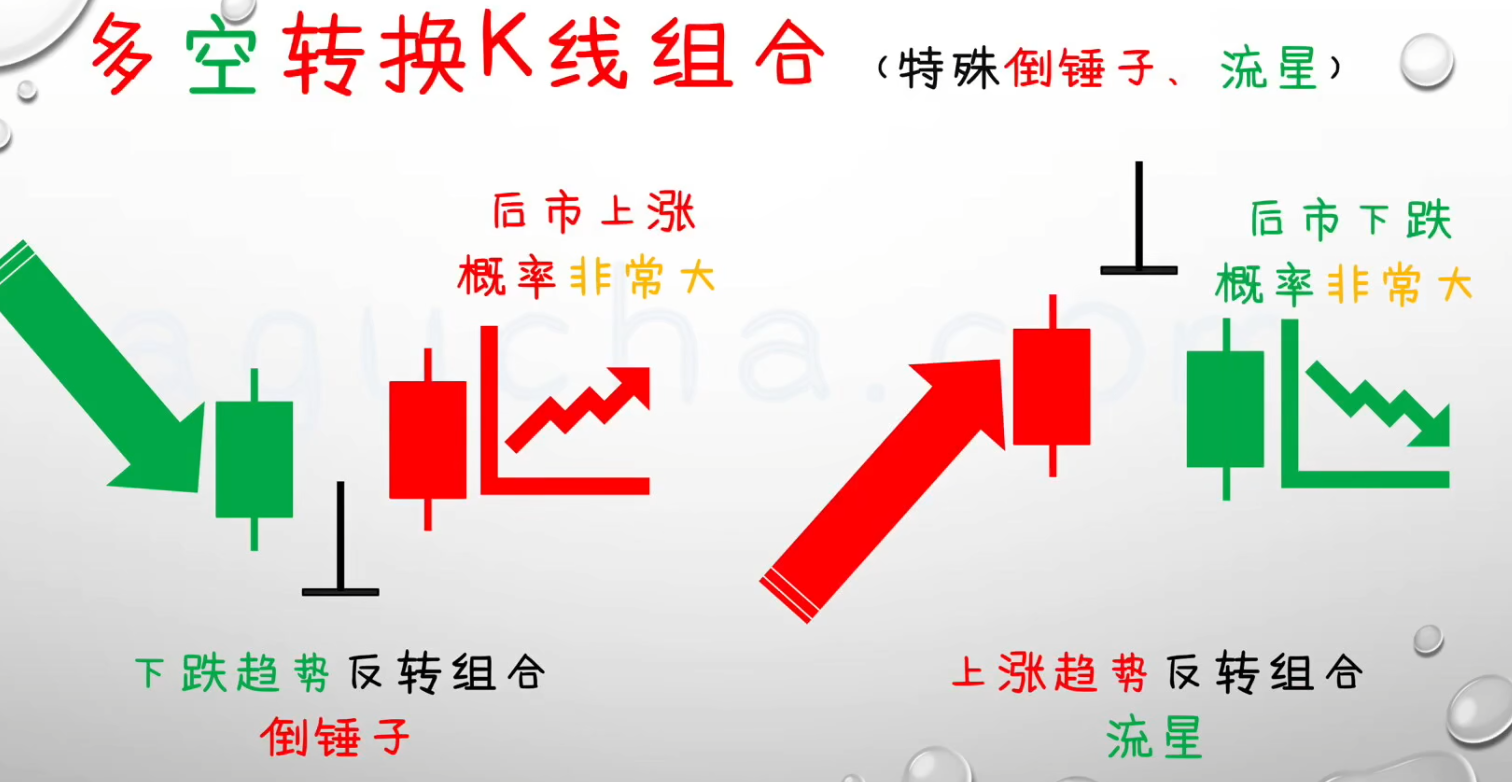 多空转换K线组合（特殊倒锤子、流星）
后市上涨
概率非常大
后市下跌
概率非常大
agucha.com
下跌趋势反转组合
倒锤子
上涨趋势反转组合
流星